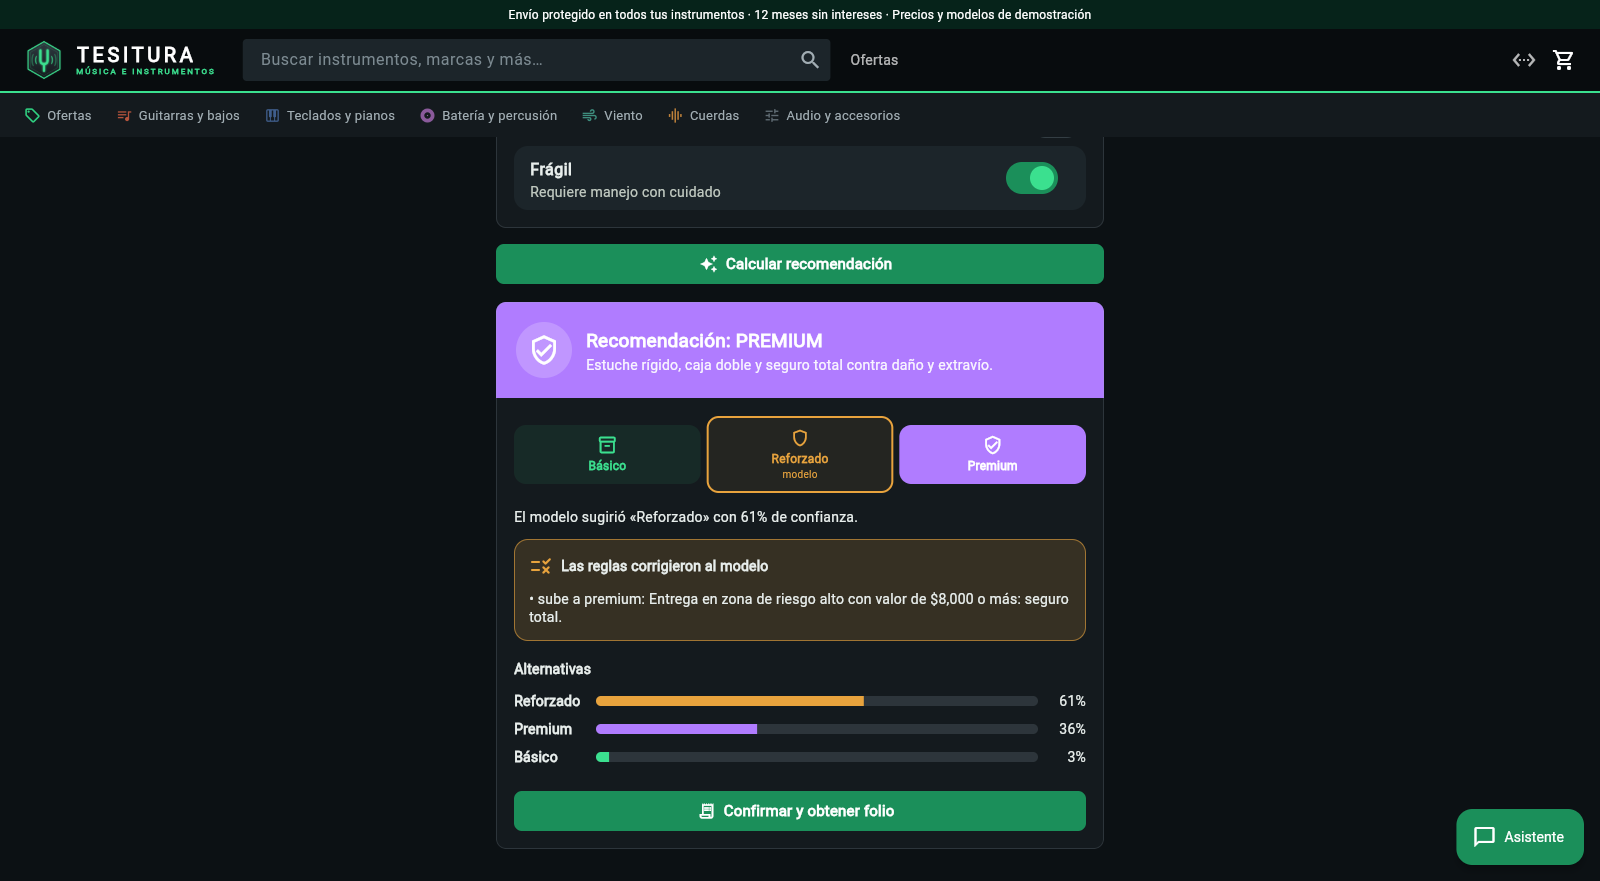 Envío protegido en todos tus instrumentos · 12 meses sin intereses · Precios y modelos de demostración
TESITURA
MÚSICA E INSTRUMENTOS
Buscar instrumentos, marcas y más…
Ofertas
Ofertas
Guitarras y bajos
Teclados y pianos
Batería y percusión
Viento
Cuerdas
Audio y accesorios
Frágil
Requiere manejo con cuidado
Calcular recomendación
Recomendación: PREMIUM
Estuche rígido, caja doble y seguro total contra daño y extravío.
Básico
Reforzado
modelo
Premium
El modelo sugirió «Reforzado» con 61% de confianza.
Las reglas corrigieron al modelo
• sube a premium: Entrega en zona de riesgo alto con valor de $8,000 o más: seguro
total.
Alternativas
Reforzado 61%
Premium 36%
Básico 3%
Confirmar y obtener folio
Asistente